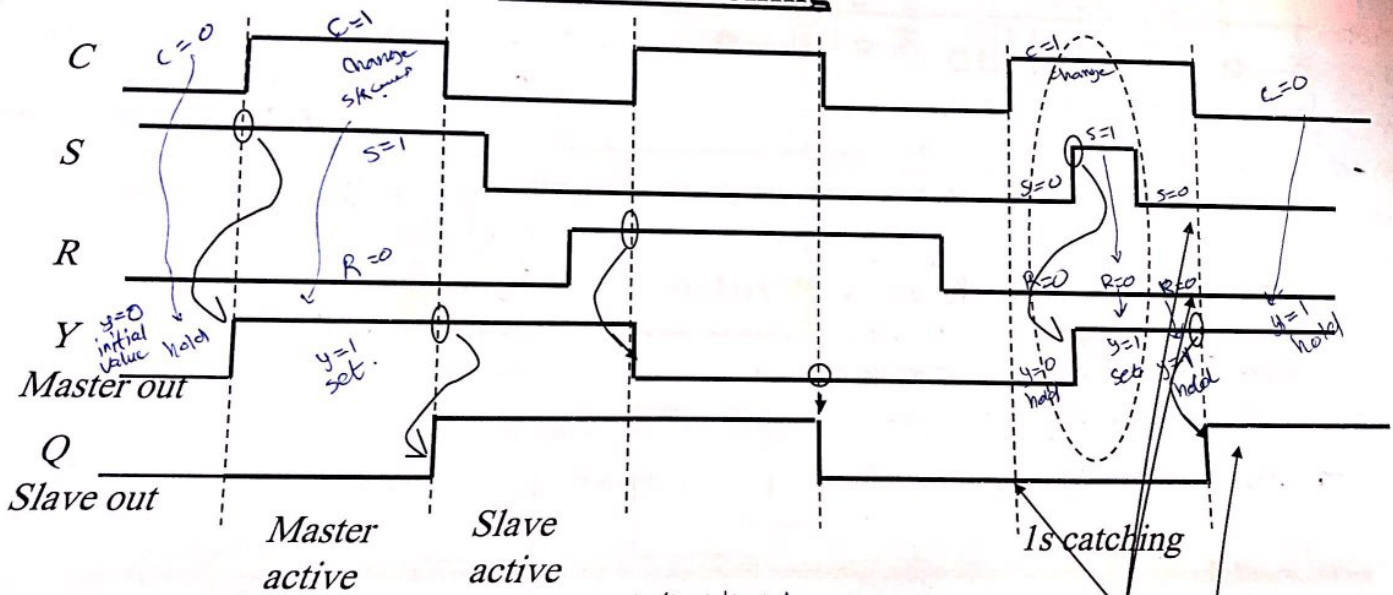 C
C=0
C=1
change
C=1
change
C=0
S
S=1
S=0
S=1
S=0
R
R=0
R=0
R=0
R=0
Y
Master out
y=0
initial
value
hold
y=1
set.
y=0
hold
y=1
set
y=1
hold
y=1
hold
Q
Slave out
Master
active
Slave
active
1s catching